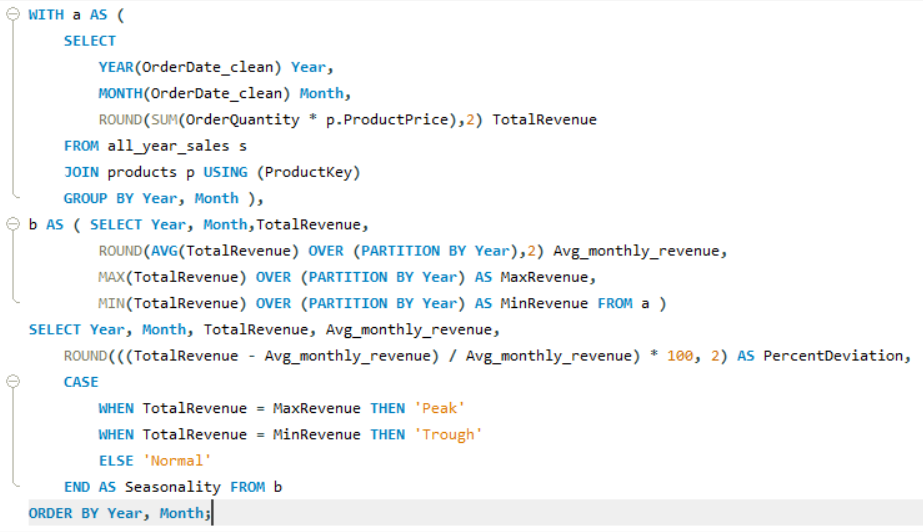 WITH a AS (
    SELECT
        YEAR(OrderDate_clean) Year,
        MONTH(OrderDate_clean) Month,
        ROUND(SUM(OrderQuantity * p.ProductPrice),2) TotalRevenue
    FROM all_year_sales s
    JOIN products p USING (ProductKey)
    GROUP BY Year, Month ),
b AS ( SELECT Year, Month,TotalRevenue,
        ROUND(AVG(TotalRevenue) OVER (PARTITION BY Year),2) Avg_monthly_revenue,
        MAX(TotalRevenue) OVER (PARTITION BY Year) AS MaxRevenue,
        MIN(TotalRevenue) OVER (PARTITION BY Year) AS MinRevenue FROM a )
SELECT Year, Month, TotalRevenue, Avg_monthly_revenue,
    ROUND(((TotalRevenue - Avg_monthly_revenue) / Avg_monthly_revenue) * 100, 2) AS PercentDeviation,
    CASE
        WHEN TotalRevenue = MaxRevenue THEN 'Peak'
        WHEN TotalRevenue = MinRevenue THEN 'Trough'
        ELSE 'Normal'
    END AS Seasonality FROM b
ORDER BY Year, Month;